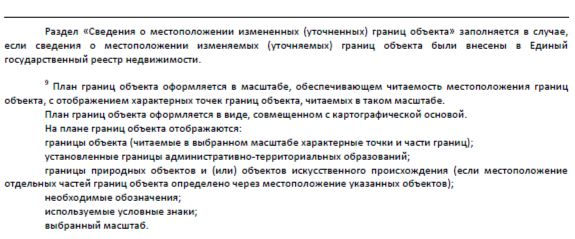 Раздел «Сведения о местоположении измененных (уточненных) границ объекта» заполняется в случае,
если сведения о местоположении изменяемых (уточняемых) границ объекта были внесены в Единый
государственный реестр недвижимости.
9 План границ объекта оформляется в масштабе, обеспечивающем читаемость местоположения границ
объекта, с отображением характерных точек границ объекта, читаемых в таком масштабе.
План границ объекта оформляется в виде, совмещенном с картографической основой.
На плане границ объекта отображаются:
границы объекта (читаемые в выбранном масштабе характерные точки и части границ);
установленные границы административно-территориальных образований;
границы природных объектов и (или) объектов искусственного происхождения (если местоположение
отдельных частей границ объекта определено через местоположение указанных объектов);
необходимые обозначения;
используемые условные знаки;
выбранный масштаб.